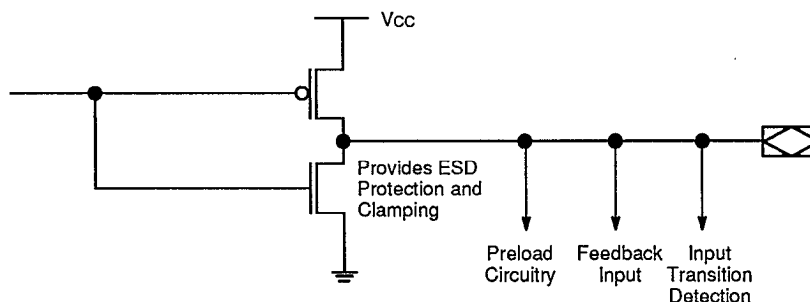 Vcc
Provides ESD
Protection and
Clamping
Preload
Circuitry
Feedback
Input
Input
Transition
Detection